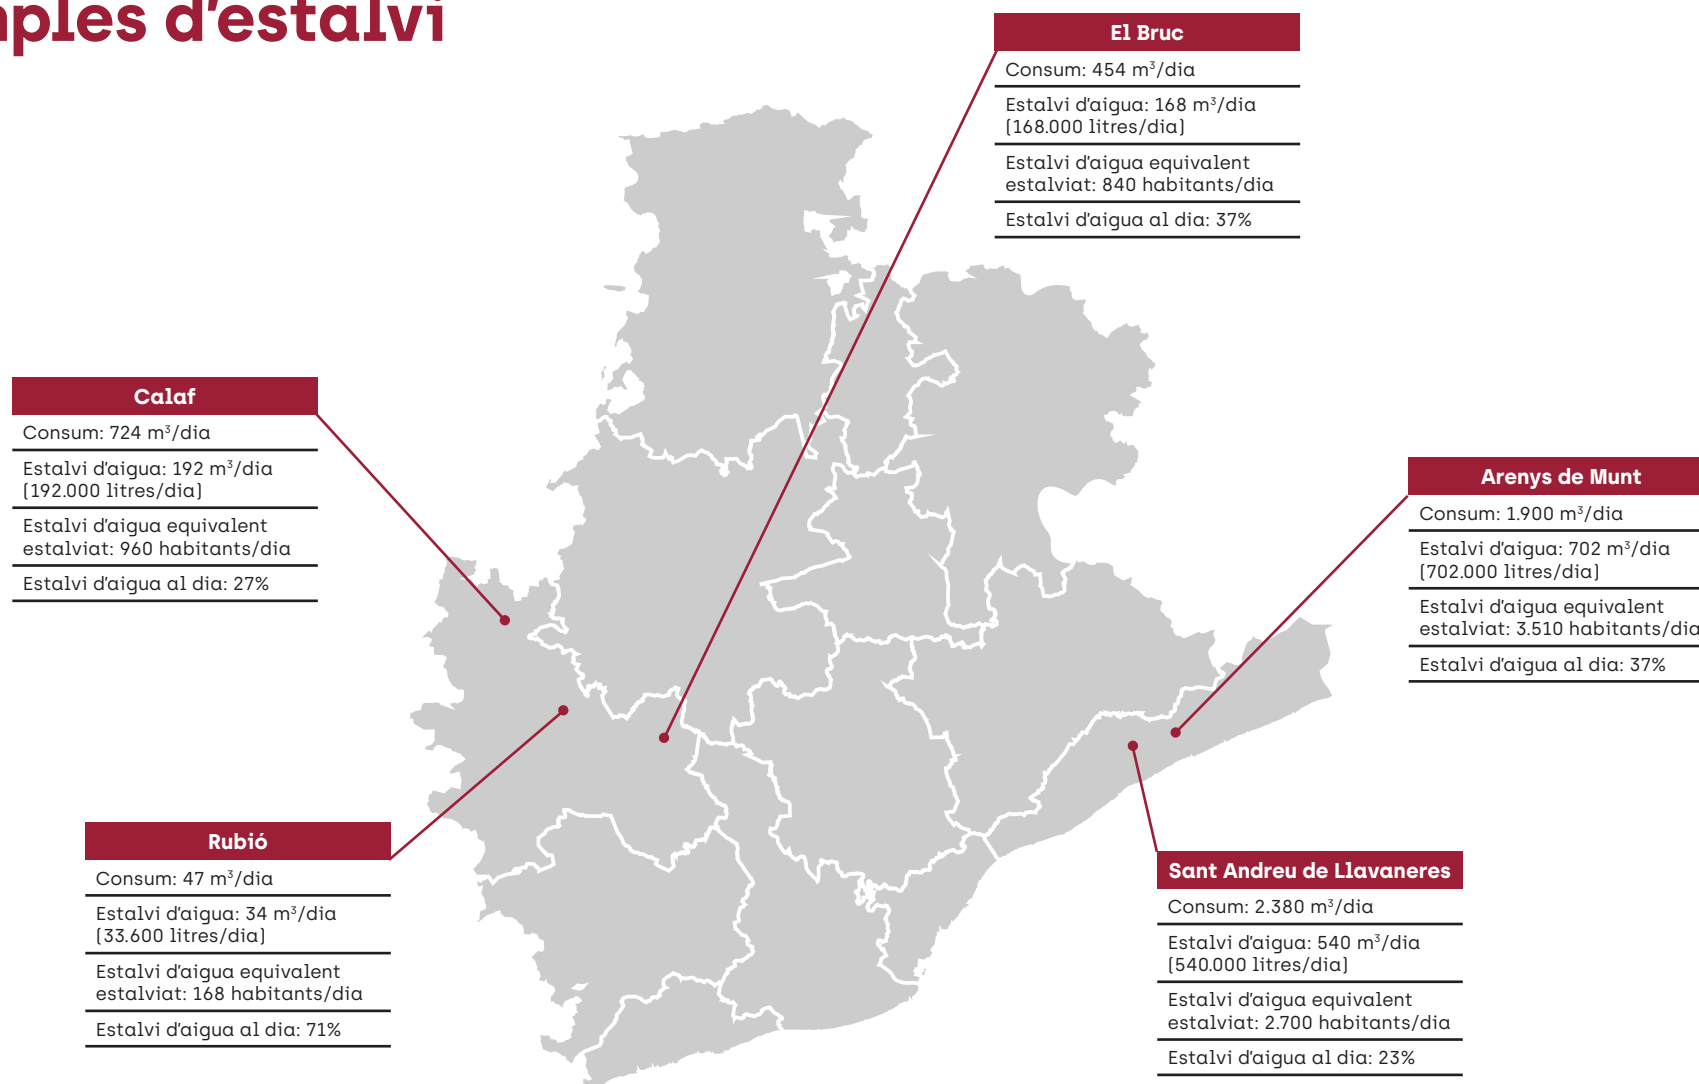 d'estalvi
El Bruc
Consum: 454 m³/dia
Estalvi d'aigua: 168 m³/dia
(168.000 litres/dia)
Estalvi d'aigua equivalent
estalviat: 840 habitants/dia
Estalvi d'aigua al dia: 37%
Calaf
Consum: 724 m³/dia
Estalvi d'aigua: 192 m³/dia
(192.000 litres/dia)
Estalvi d'aigua equivalent
estalviat: 960 habitants/dia
Estalvi d'aigua al dia: 27%
Arenys de Munt
Consum: 1.900 m³/dia
Estalvi d'aigua: 702 m³/dia
(702.000 litres/dia)
Estalvi d'aigua equivalent
estalviat: 3.510 habitants/dia
Estalvi d'aigua al dia: 37%
Rubió
Consum: 47 m³/dia
Estalvi d'aigua: 34 m³/dia
(33.600 litres/dia)
Estalvi d'aigua equivalent
estalviat: 168 habitants/dia
Estalvi d'aigua al dia: 71%
Sant Andreu de Llavaneres
Consum: 2.380 m³/dia
Estalvi d'aigua: 540 m³/dia
(540.000 litres/dia)
Estalvi d'aigua equivalent
estalviat: 2.700 habitants/dia
Estalvi d'aigua al dia: 23%